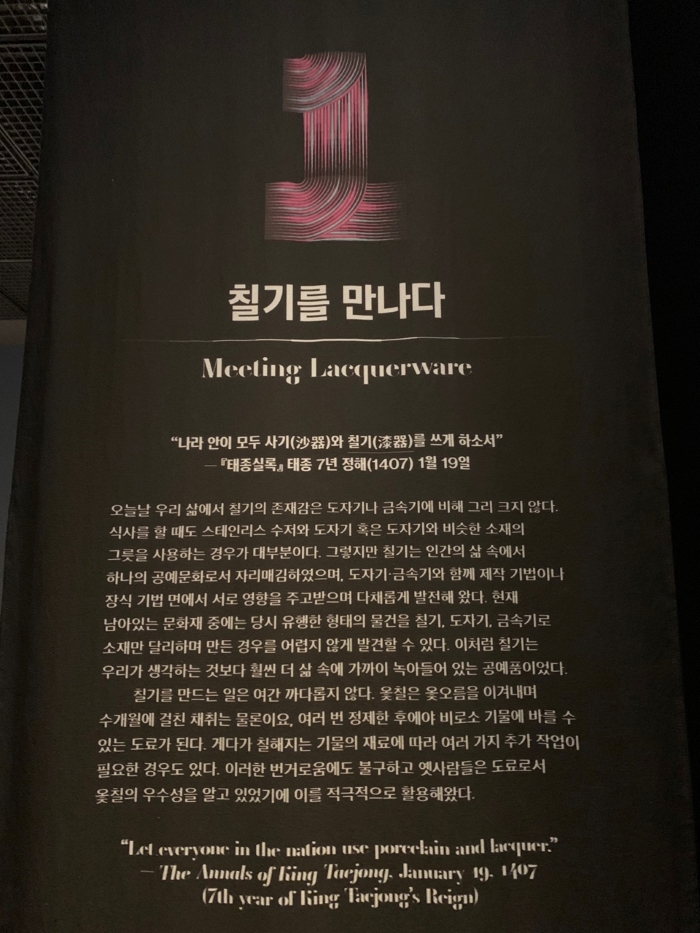 1
칠기를 만나다
Meeting Lacquerware
“나라 안이 모두 사기(沙器)와 칠기(漆器)를 쓰게 하소서”
— 『태종실록』 태종 7년 정해(1407) 1월 19일
오늘날 우리 삶에서 칠기의 존재감은 도자기나 금속기에 비해 그리 크지 않다.
식사를 할 때도 스테인리스 수저와 도자기 혹은 도자기와 비슷한 소재의
그릇을 사용하는 경우가 대부분이다. 그렇지만 칠기는 인간의 삶 속에서
하나의 공예문화로서 자리매김하였으며, 도자기·금속기와 함께 제작 기법이나
장식 기법 면에서 서로 영향을 주고받으며 다채롭게 발전해 왔다. 현재
남아있는 문화재 중에는 당시 유행한 형태의 물건을 칠기, 도자기, 금속기로
소재만 달리하며 만든 경우를 어렵지 않게 발견할 수 있다. 이처럼 칠기는
우리가 생각하는 것보다 훨씬 더 삶 속에 가까이 녹아들어 있는 공예품이었다.
칠기를 만드는 일은 여간 까다롭지 않다. 옻칠은 옻오름을 이겨내며
수개월에 걸친 채취는 물론이요, 여러 번 정제한 후에야 비로소 기물에 바를 수
있는 도료가 된다. 게다가 칠해지는 기물의 재료에 따라 여러 가지 추가 작업이
필요한 경우도 있다. 이러한 번거로움에도 불구하고 옛사람들은 도료로서
옻칠의 우수성을 알고 있었기에 이를 적극적으로 활용해왔다.
“Let everyone in the nation use porcelain and lacquer.”
— The Annals of King Taejong, January 19, 1407
(7th year of King Taejong’s Reign)